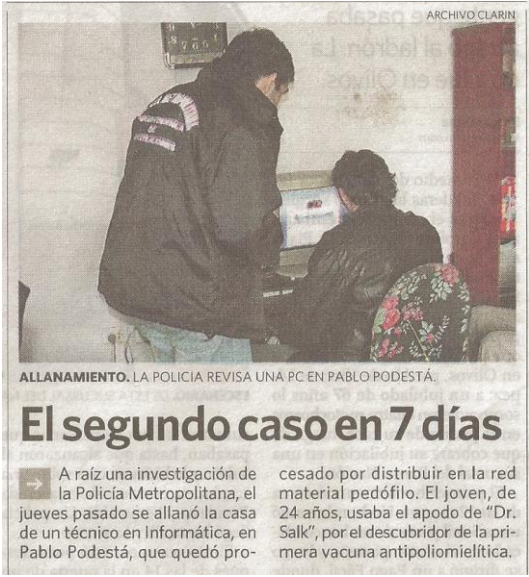 ARCHIVO CLARIN
ALLANAMIENTO. LA POLICIA REVISA UNA PC EN PABLO PODESTÁ.
El segundo caso en 7 días
A raíz una investigación de
la Policía Metropolitana, el
jueves pasado se allanó la casa
de un técnico en Informática, en
Pablo Podestá, que quedó pro-
cesado por distribuir en la red
material pedófilo. El joven, de
24 años, usaba el apodo de “Dr.
Salk”, por el descubridor de la pri-
mera vacuna antipoliomielítica.